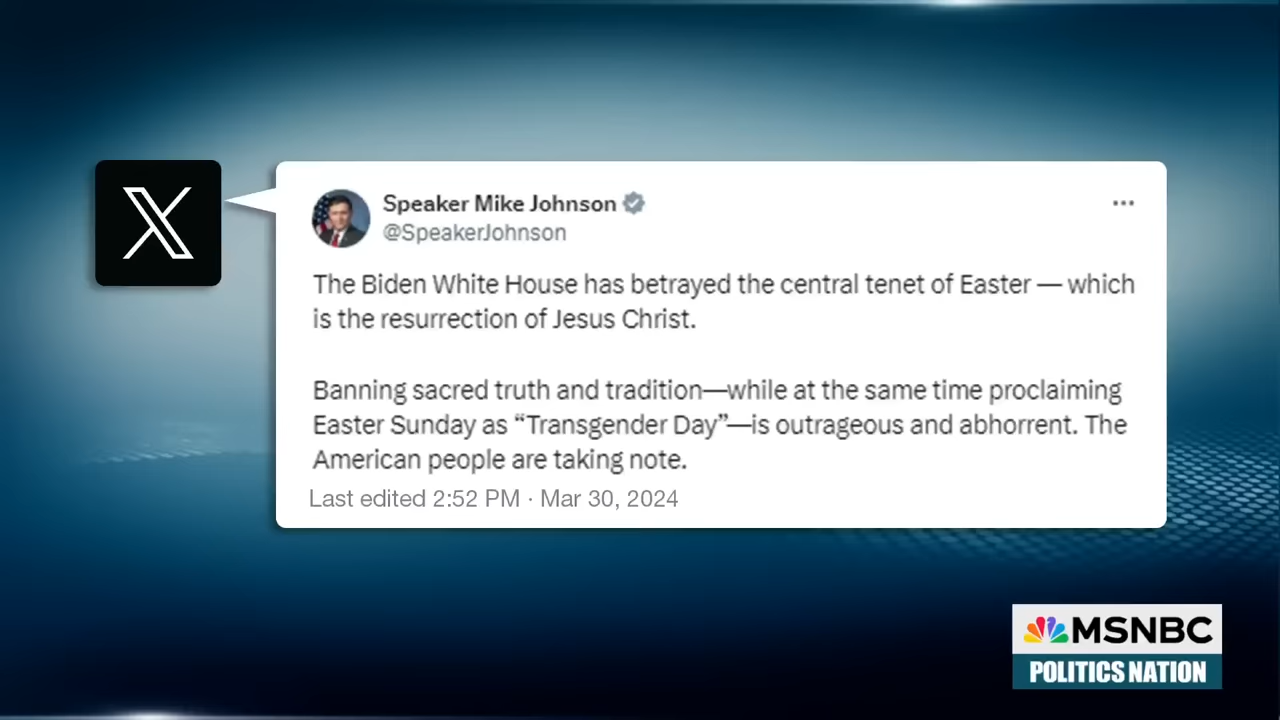 X
Speaker Mike Johnson
@SpeakerJohnson
The Biden White House has betrayed the central tenet of Easter — which
is the resurrection of Jesus Christ.
Banning sacred truth and tradition—while at the same time proclaiming
Easter Sunday as “Transgender Day”—is outrageous and abhorrent. The
American people are taking note.
Last edited 2:52 PM · Mar 30, 2024
MSNBC
POLITICS NATION